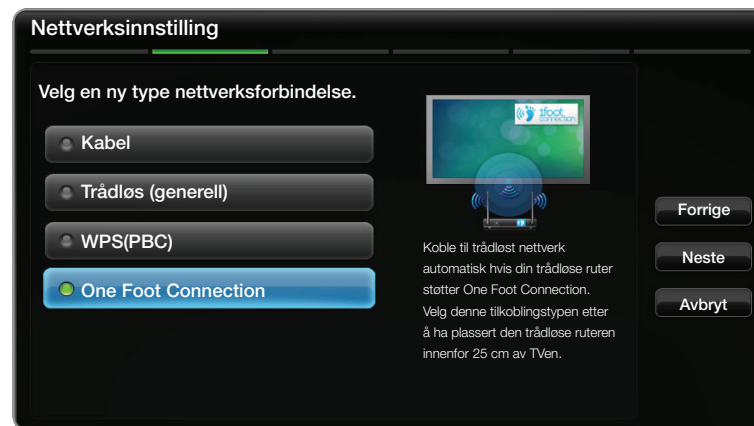 Nettverksinnstilling
Velg en ny type nettverksforbindelse.
Kabel
Trådløs (generell)
WPS(PBC)
One Foot Connection
1foot
connection
Koble til trådløst nettverk
automatisk hvis din trådløse ruter
støtter One Foot Connection.
Velg denne tilkoblingstypen etter
å ha plassert den trådløse ruteren
innenfor 25 cm av TVen.
Forrige
Neste
Avbryt